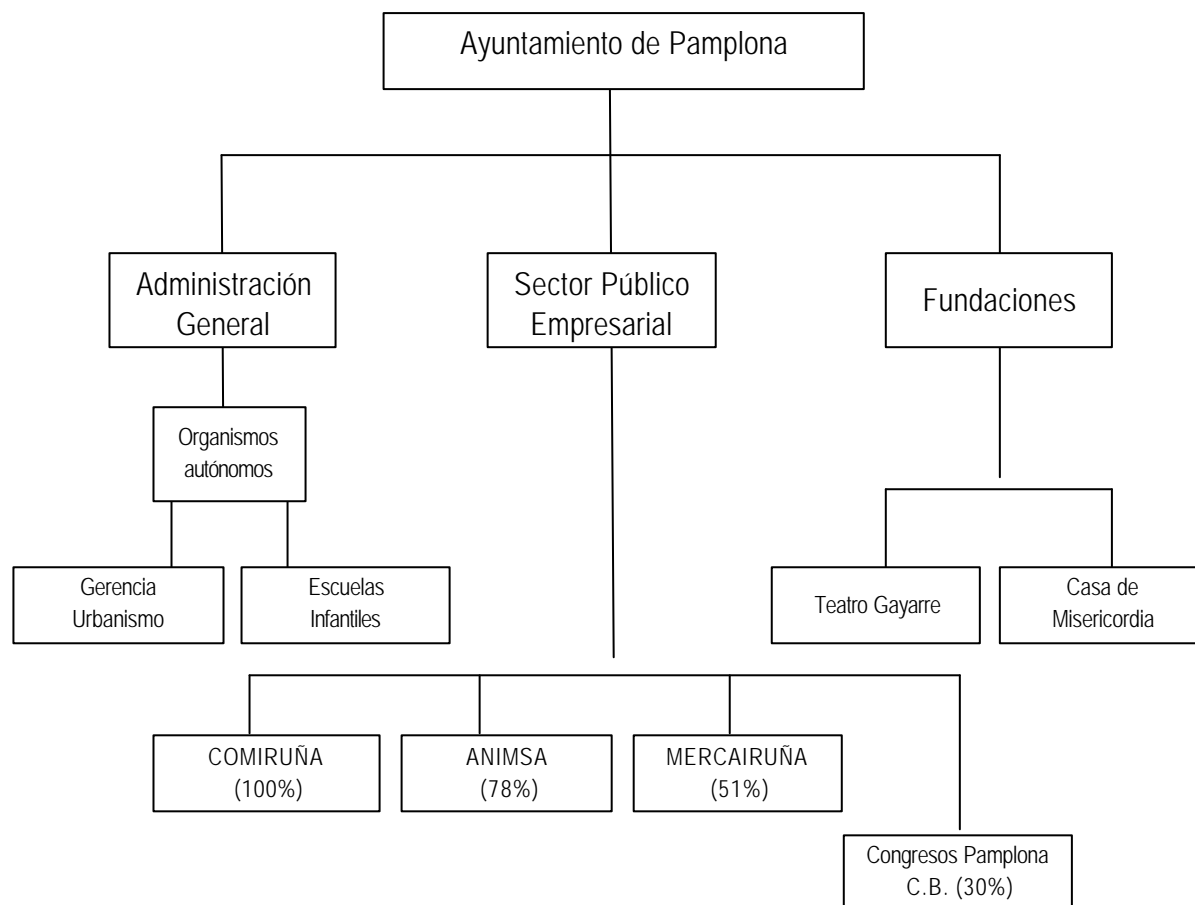 Ayuntamiento de Pamplona
Administración
General
Sector Público
Empresarial
Fundaciones
Organismos
autónomos
Gerencia
Urbanismo
Escuelas
Infantiles
Teatro Gayarre
Casa de
Misericordia
COMIRUÑA
(100%)
ANIMSA
(78%)
MERCAIRUÑA
(51%)
Congresos Pamplona
C.B. (30%)